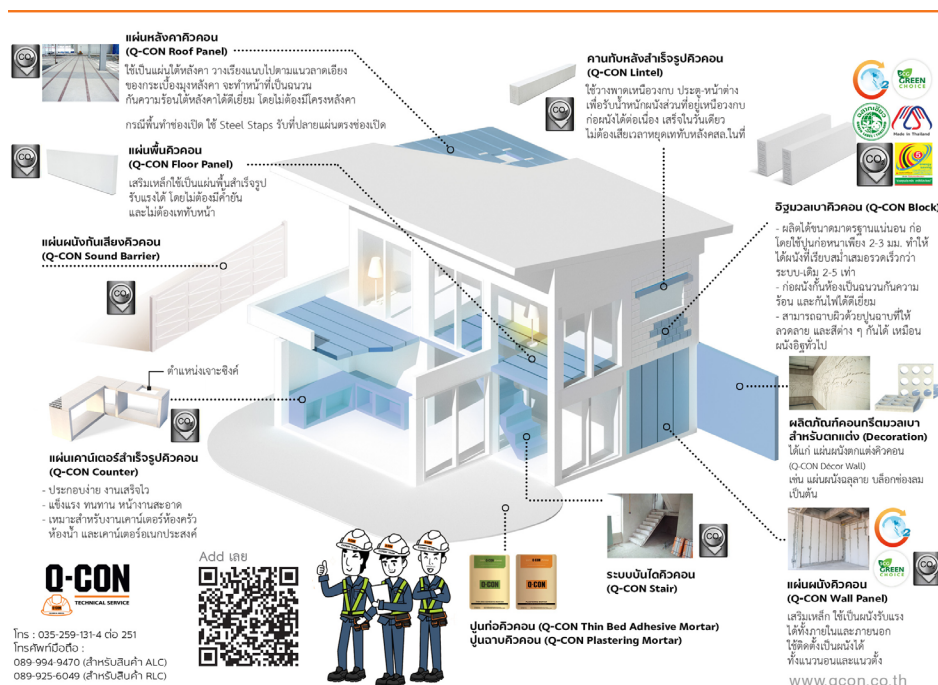 แผ่นหลังคาคิวคอน
(Q-CON Roof Panel)
ใช้เป็นแผ่นใต้หลังคา วางเรียงแนบไปตามแนวลาดเอียง
ของกระเบื้องมุงหลังคา จะทำหน้าที่เป็นฉนวน
กันความร้อนใต้หลังคาได้ดีเยี่ยม โดยไม่ต้องมีโครงหลังคา
กรณีพื้นทำช่องเปิด ใช้ Steel Staps รับที่ปลายแผ่นตรงช่องเปิด
แผ่นพื้นคิวคอน
(Q-CON Floor Panel)
เสริมเหล็กใช้เป็นแผ่นพื้นสำเร็จรูป
รับแรงได้ โดยไม่ต้องมีค้ำยัน
และไม่ต้องเททับหน้า
แผ่นผนังกันเสียงคิวคอน
(Q-CON Sound Barrier)
ตำแหน่งเจาะซิงค์
แผ่นเคาน์เตอร์สำเร็จรูปคิวคอน
(Q-CON Counter)
- ประกอบง่าย งานเสร็จไว
- แข็งแรง ทนทาน หน้างานสะอาด
- เหมาะสำหรับงานเคาน์เตอร์ห้องครัว
ห้องน้ำ และเคาน์เตอร์อเนกประสงค์
คานทับหลังสำเร็จรูปคิวคอน
(Q-CON Lintel)
ใช้วางพาดเหนือวงกบ ประตู-หน้าต่าง
เพื่อรับน้ำหนักผนังส่วนที่อยู่เหนือวงกบ
ก่อผนังได้ต่อเนื่อง เสร็จในวันเดียว
ไม่ต้องเสียเวลาหยุดเททับหลังคสล.ในที่
GREEN
CHOICE
ฉลากเขียว
Made in Thailand
5
อิฐมวลเบาคิวคอน (Q-CON Block)
- ผลิตได้ขนาดมาตรฐานแน่นอน ก่อ
โดยใช้ปูนก่อหนาเพียง 2-3 มม. ทำให้
ได้ผนังที่เรียบสม่ำเสมอรวดเร็วกว่า
ระบบ-เดิม 2-5 เท่า
- ก่อผนังกั้นห้องเป็นฉนวนกันความ
ร้อน และกันไฟได้ดีเยี่ยม
- สามารถฉาบผิวด้วยปูนฉาบที่ให้
ลวดลาย และสีต่าง ๆ กันได้ เหมือน
ผนังอิฐทั่วไป
ผลิตภัณฑ์คอนกรีตมวลเบา
สำหรับตกแต่ง (Decoration)
ได้แก่ แผ่นผนังตกแต่งคิวคอน
(Q-CON Décor Wall)
เช่น แผ่นผนังฉลุลาย บล็อกช่องลม
เป็นต้น
GREEN
CHOICE
แผ่นผนังคิวคอน
(Q-CON Wall Panel)
เสริมเหล็ก ใช้เป็นผนังรับแรง
ได้ทั้งภายในและภายนอก
ใช้ติดตั้งเป็นผนังได้
ทั้งแนวนอนและแนวตั้ง
www.qcon.co.th
ระบบบันไดคิวคอน
(Q-CON Stair)
Q-CON
Q-CON
ปูนก่อคิวคอน (Q-CON Thin Bed Adhesive Mortar)
ปูนฉาบคิวคอน (Q-CON Plastering Mortar)
Add เลย
Q-CON
TECHNICAL SERVICE
โทร : 035-259-131-4 ต่อ 251
โทรศัพท์มือถือ :
089-994-9470 (สำหรับสินค้า ALC)
089-925-6049 (สำหรับสินค้า RLC)